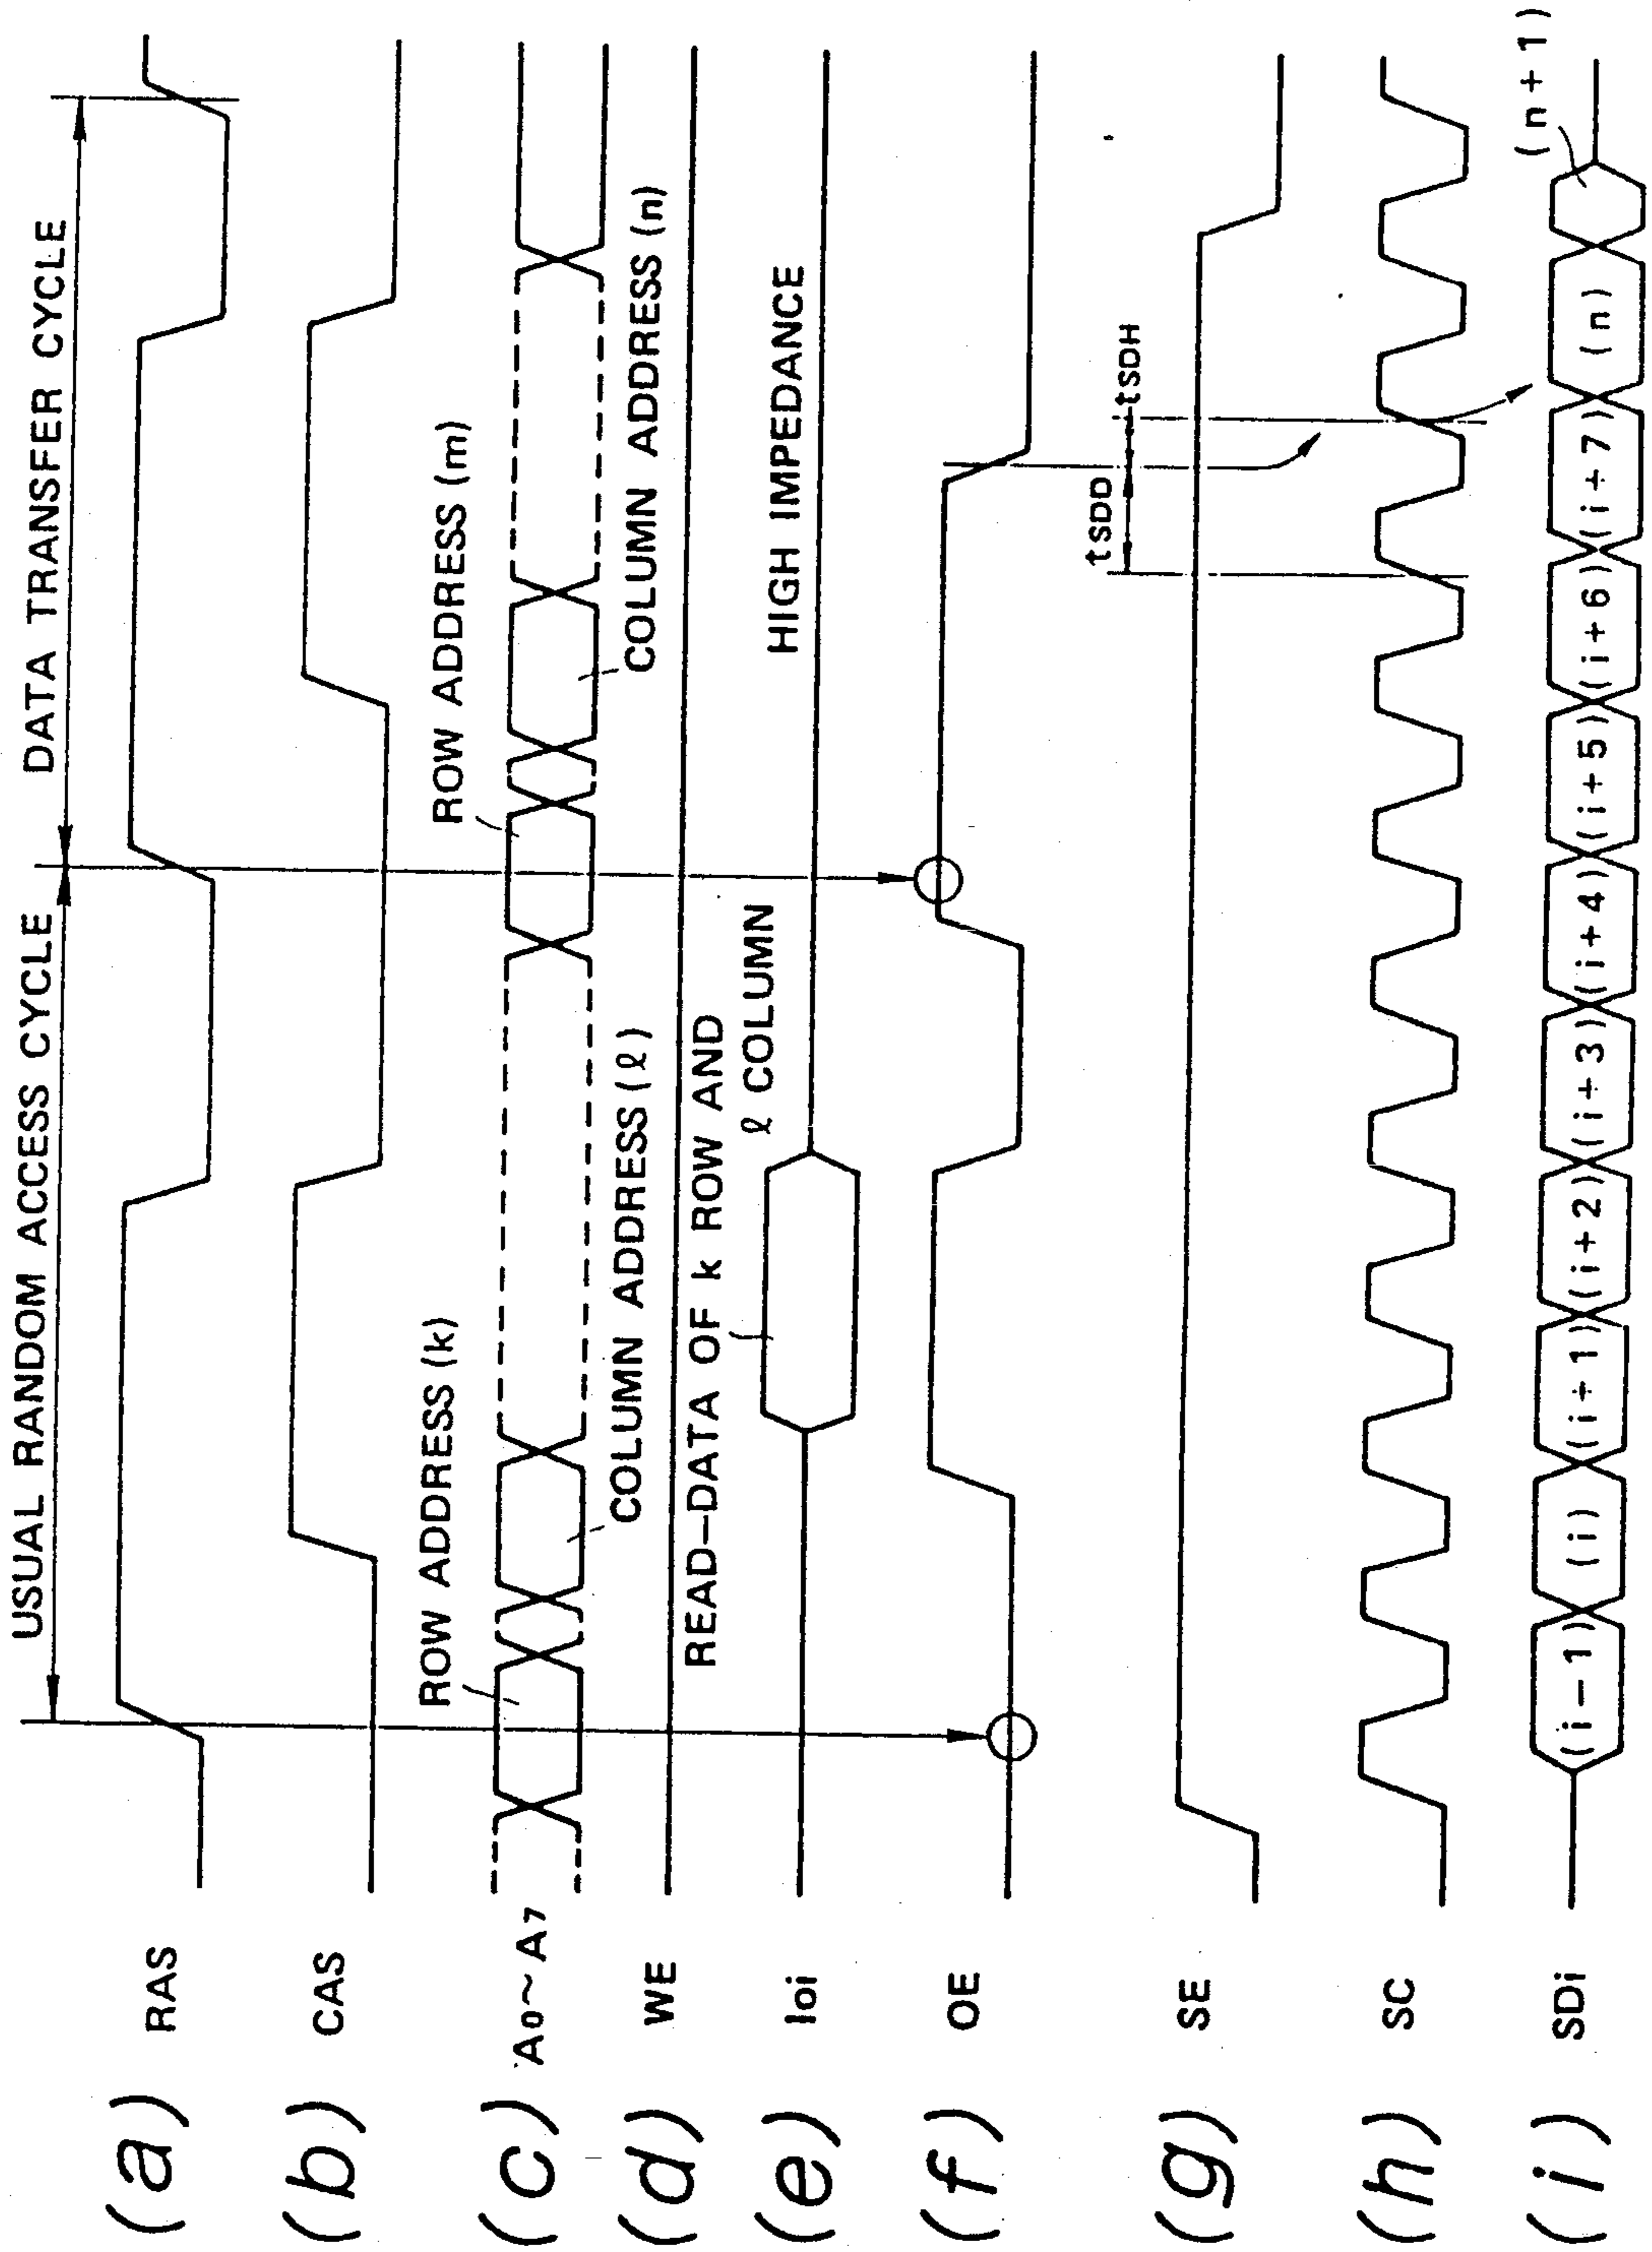 USUAL RANDOM ACCESS CYCLE
DATA TRANSFER CYCLE
(a) RAS
(b) CAS
ROW ADDRESS (k)
ROW ADDRESS (m)
(c) A0~A7
COLUMN ADDRESS (ℓ)
COLUMN ADDRESS (n)
(d) WE
READ-DATA OF k ROW AND
ℓ COLUMN
HIGH IMPEDANCE
(e) Ioi
(f) OE
tSDD
tSDH
(g) SE
(h) SC
(n+1)
(i) SDi
(i-1) (i) (i+1) (i+2) (i+3) (i+4) (i+5) (i+6) (i+7) (n)